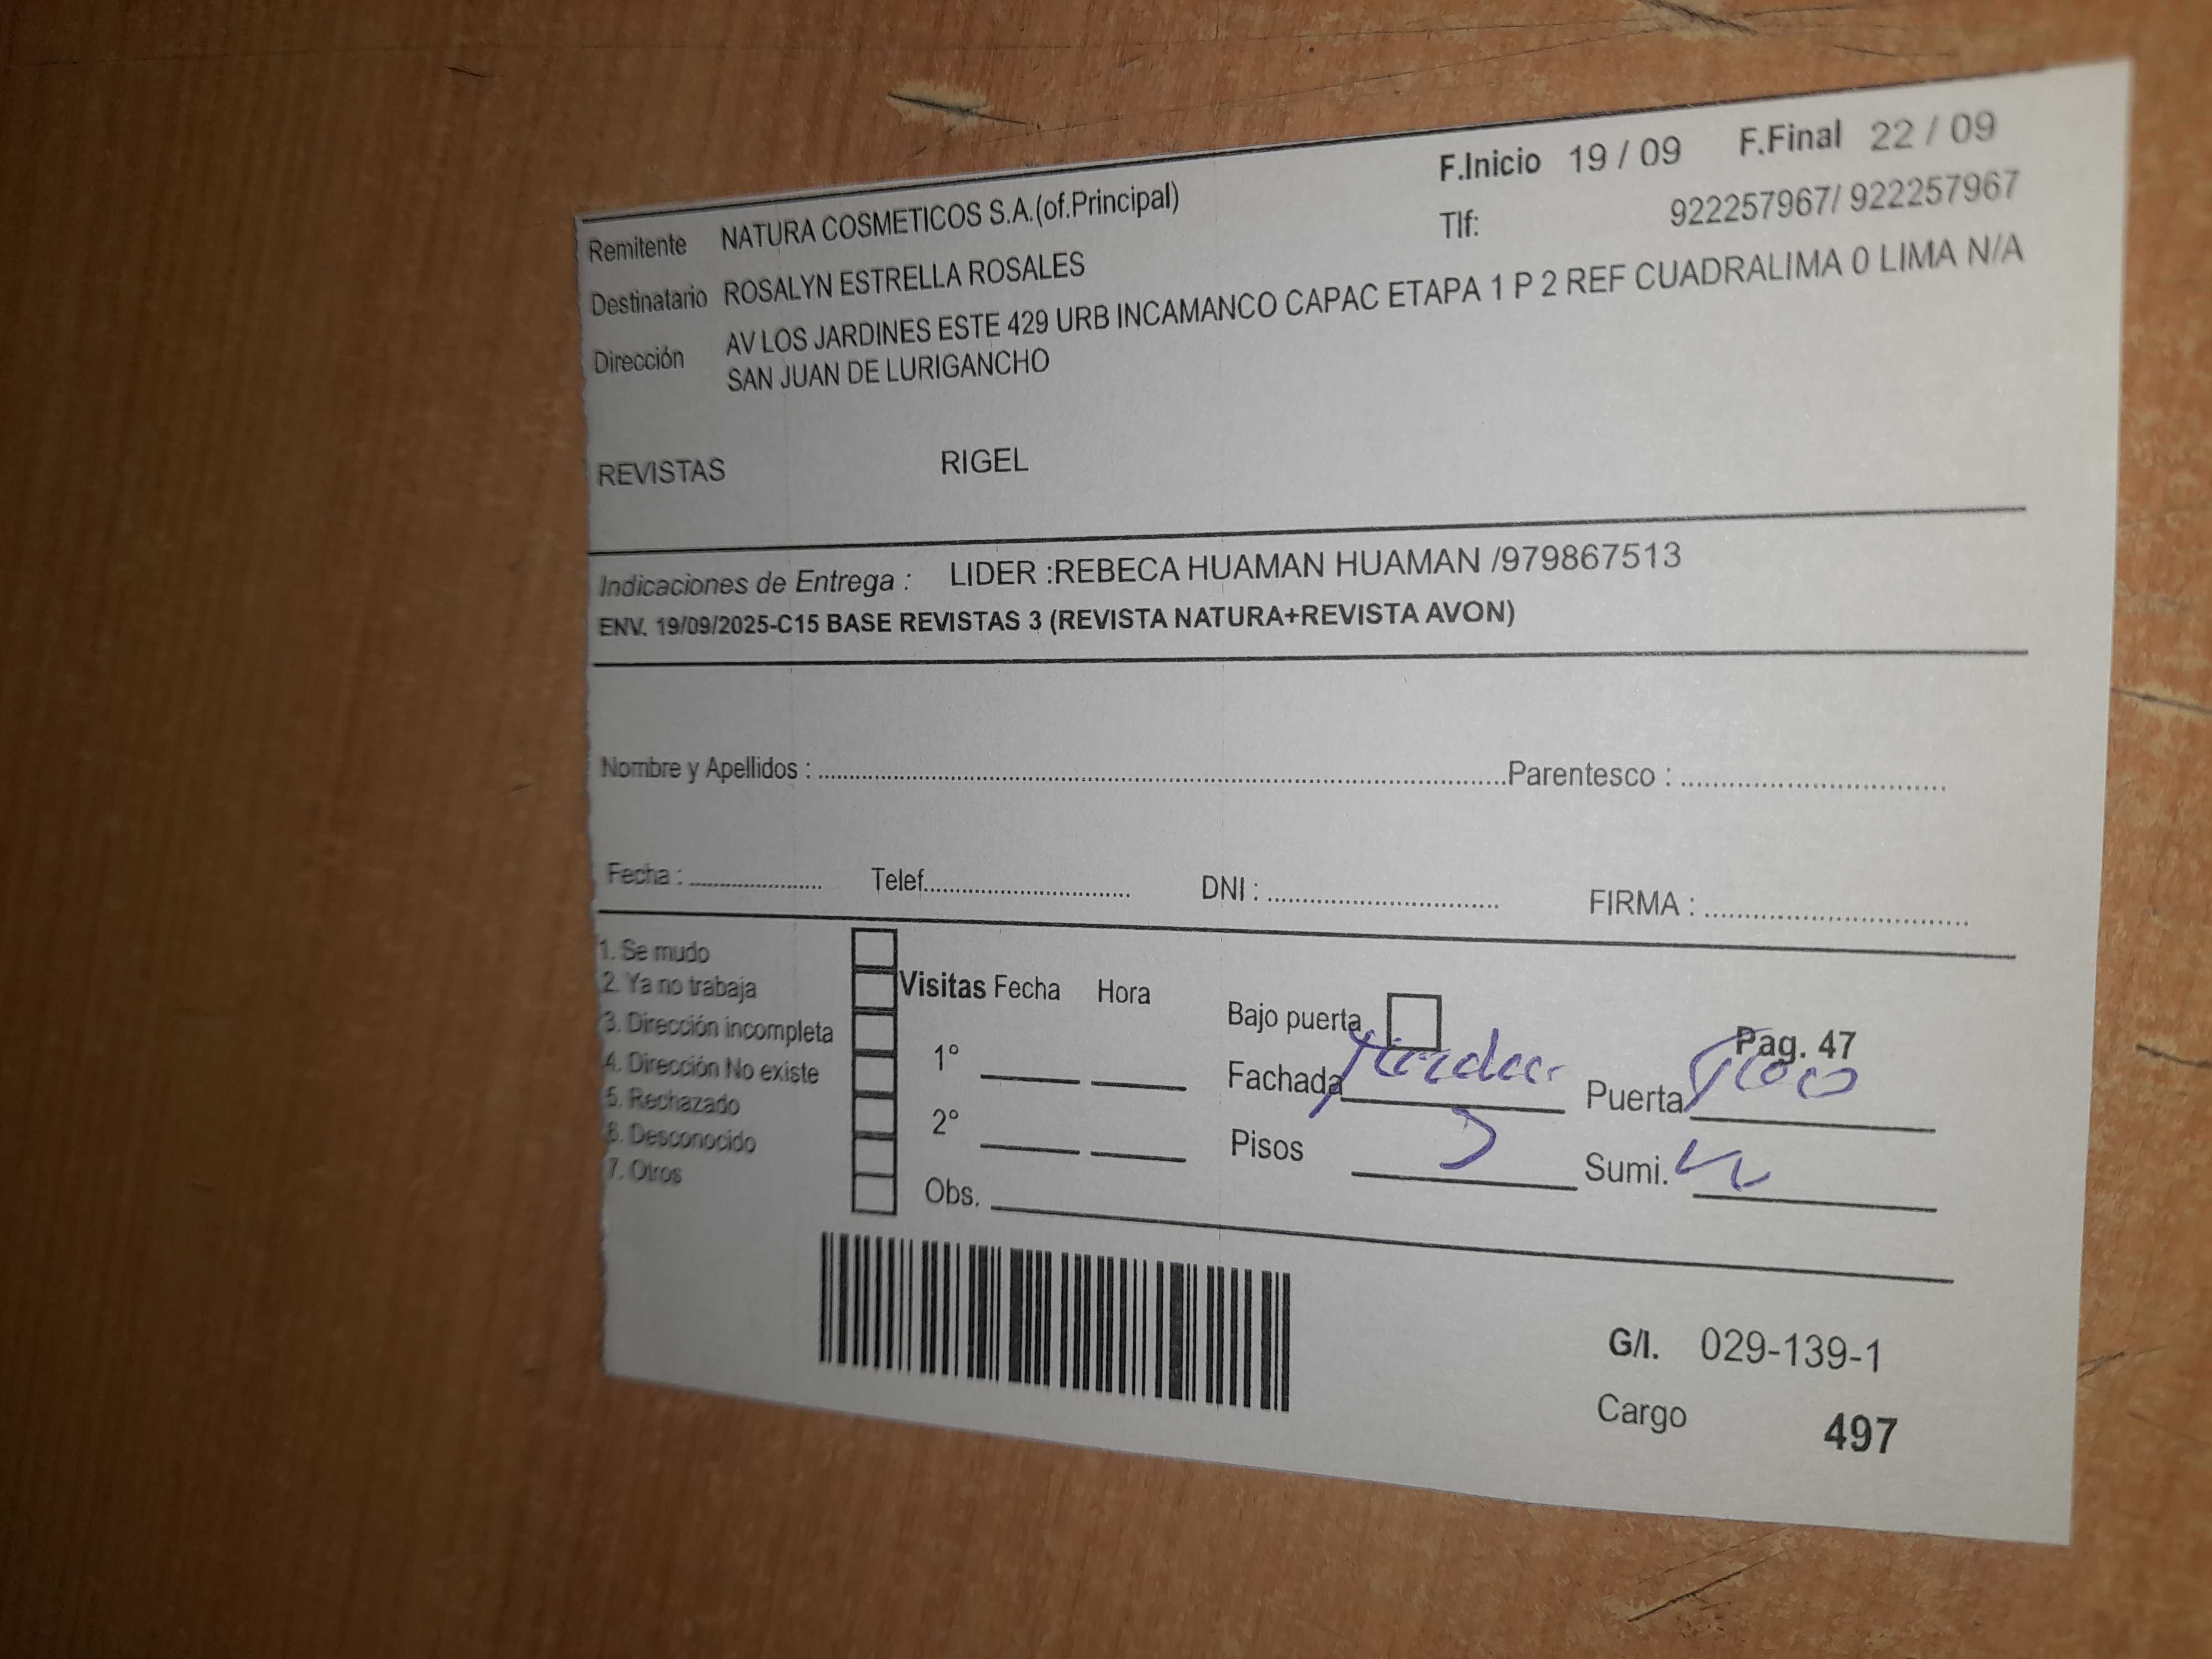 F.Inicio 19 / 09 F.Final 22 / 09
Remitente NATURA COSMETICOS S.A.(of.Principal) Tlf: 922257967/ 922257967
Destinatario ROSALYN ESTRELLA ROSALES
Dirección AV LOS JARDINES ESTE 429 URB INCAMANCO CAPAC ETAPA 1 P 2 REF CUADRALIMA 0 LIMA N/A
SAN JUAN DE LURIGANCHO
REVISTAS RIGEL
Indicaciones de Entrega : LIDER :REBECA HUAMAN HUAMAN /979867513
ENV. 19/09/2025-C15 BASE REVISTAS 3 (REVISTA NATURA+REVISTA AVON)
Nombre y Apellidos : Parentesco :
Fecha : Telef. DNI : FIRMA :
1. Se mudo
2. Ya no trabaja
3. Dirección incompleta
4. Dirección No existe
5. Rechazado
6. Desconocido
7. Otros
Visitas Fecha Hora
1°
2°
Obs.
Bajo puerta
Pag. 47
Fachada Puerta
Pisos Sumi.
G/I. 029-139-1
Cargo 497